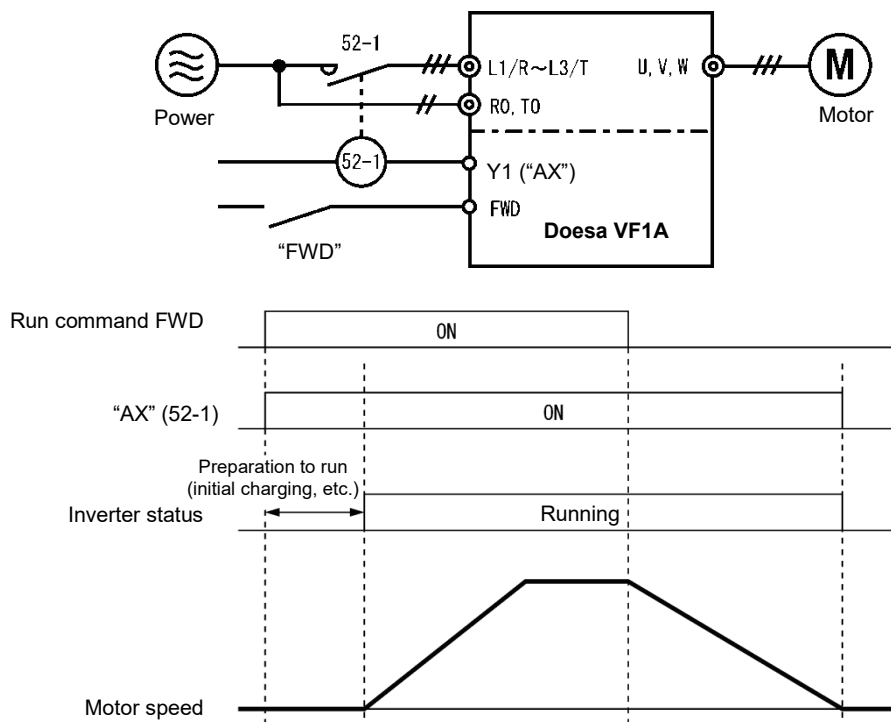 52-1
L1/R～L3/T
U, V, W
M
Power
R0, T0
Motor
52-1
Y1 (“AX”)
FWD
“FWD”
Doesa VF1A
Run command FWD
ON
“AX” (52-1)
ON
Preparation to run
(initial charging, etc.)
Inverter status
Running
Motor speed